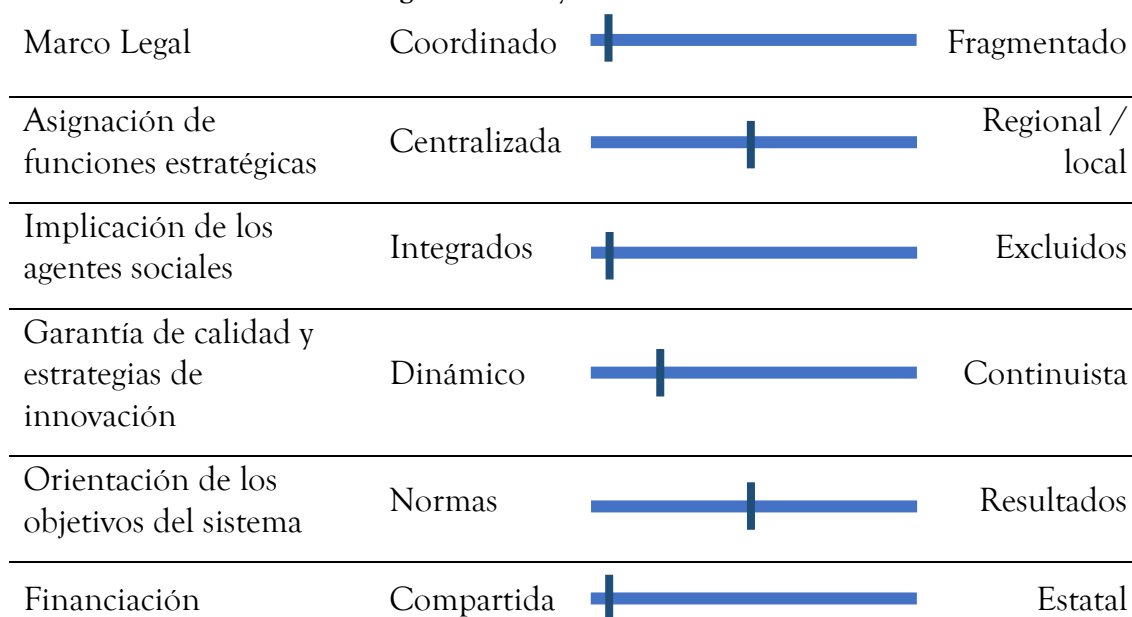 Marco Legal Coordinado Fragmentado
Asignación de funciones estratégicas Centralizada Regional / local
Implicación de los agentes sociales Integrados Excluidos
Garantía de calidad y estrategias de innovación Dinámico Continuista
Orientación de los objetivos del sistema Normas Resultados
Financiación Compartida Estatal